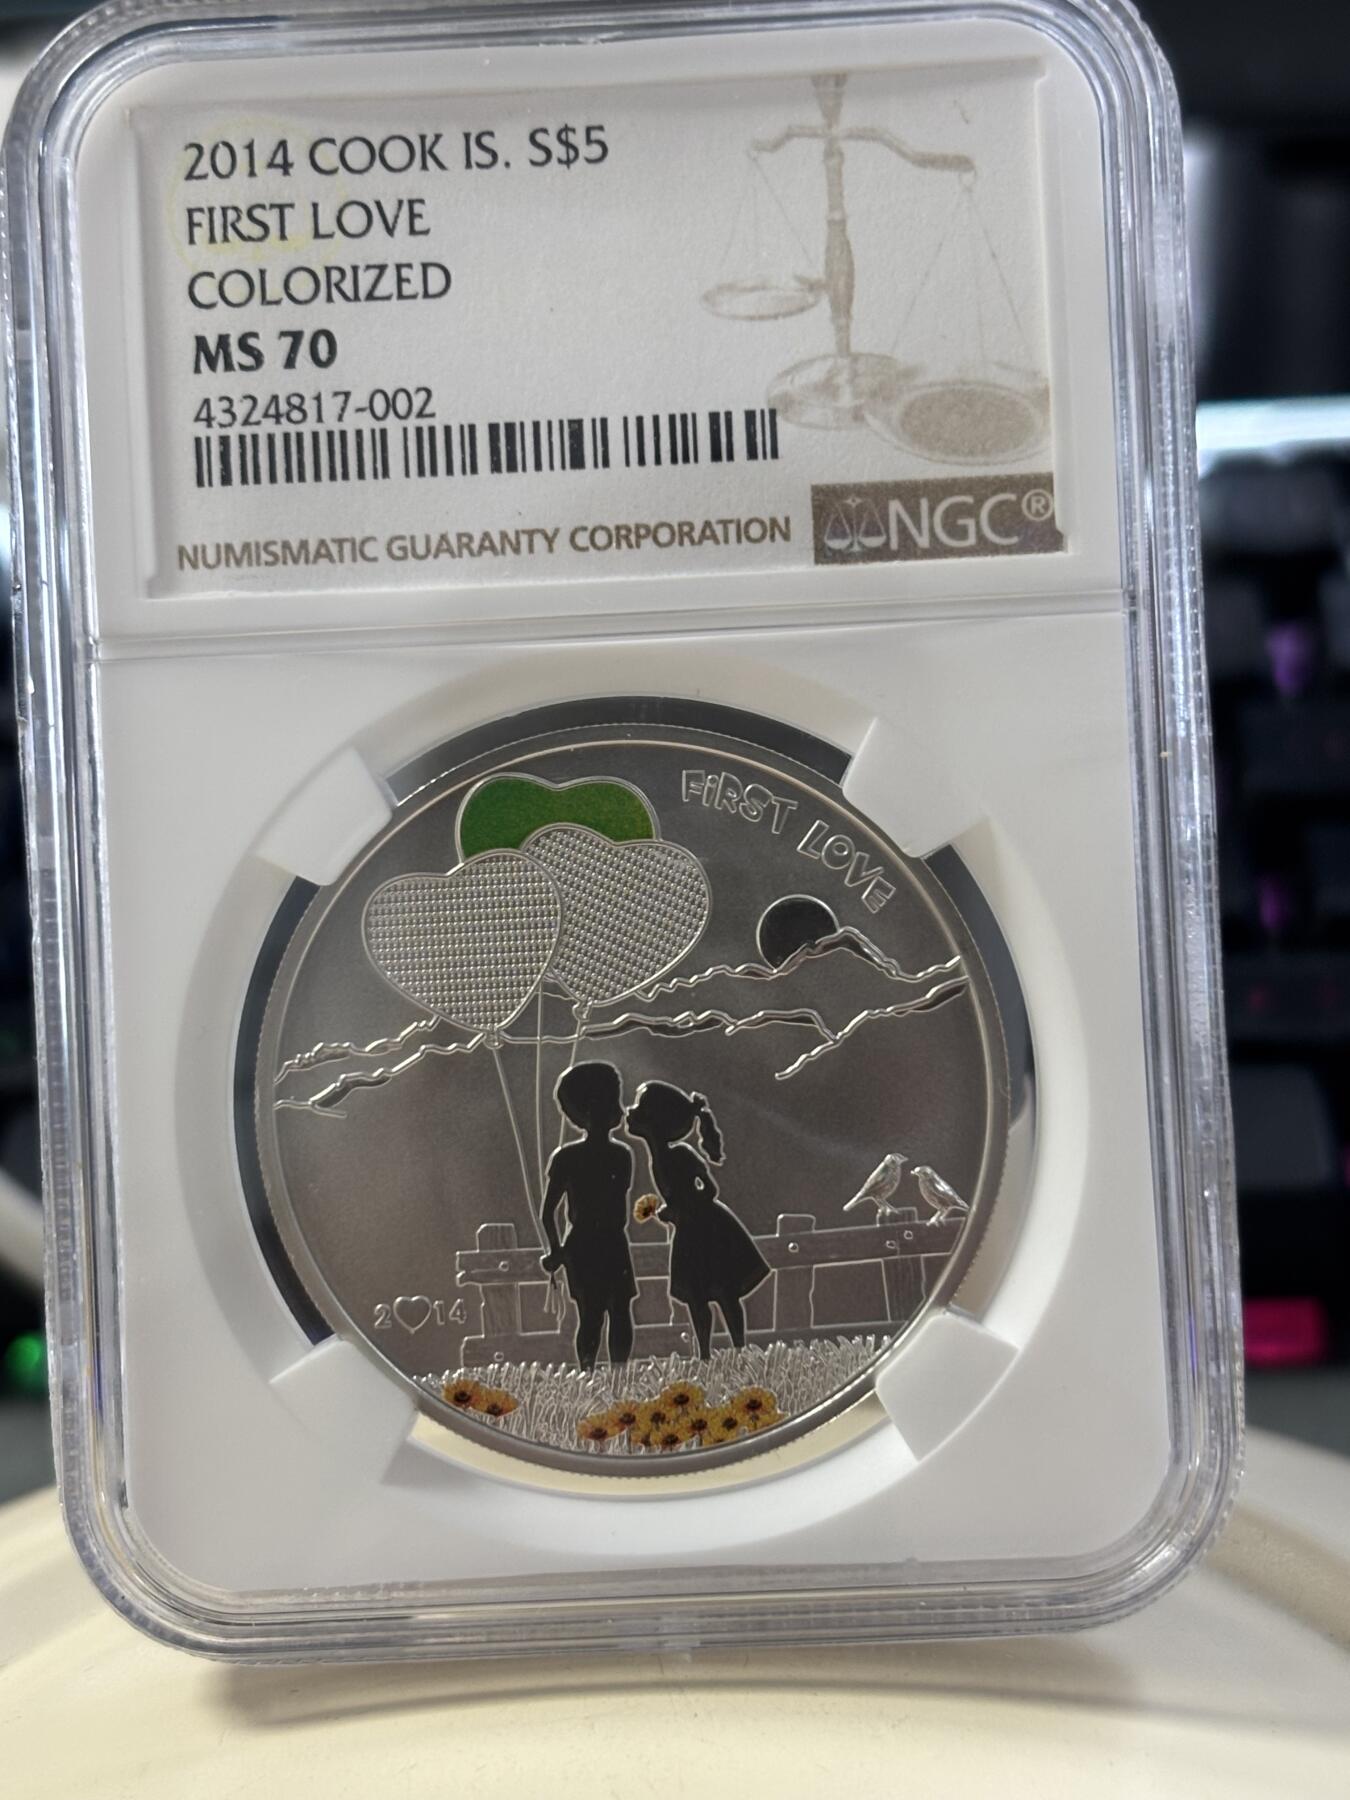 2014 COOK IS. S$5
FIRST LOVE
COLORIZED
MS 70
4324817-002
NUMISMATIC GUARANTY CORPORATION
NGC®
FiRST LOVE
2♡14